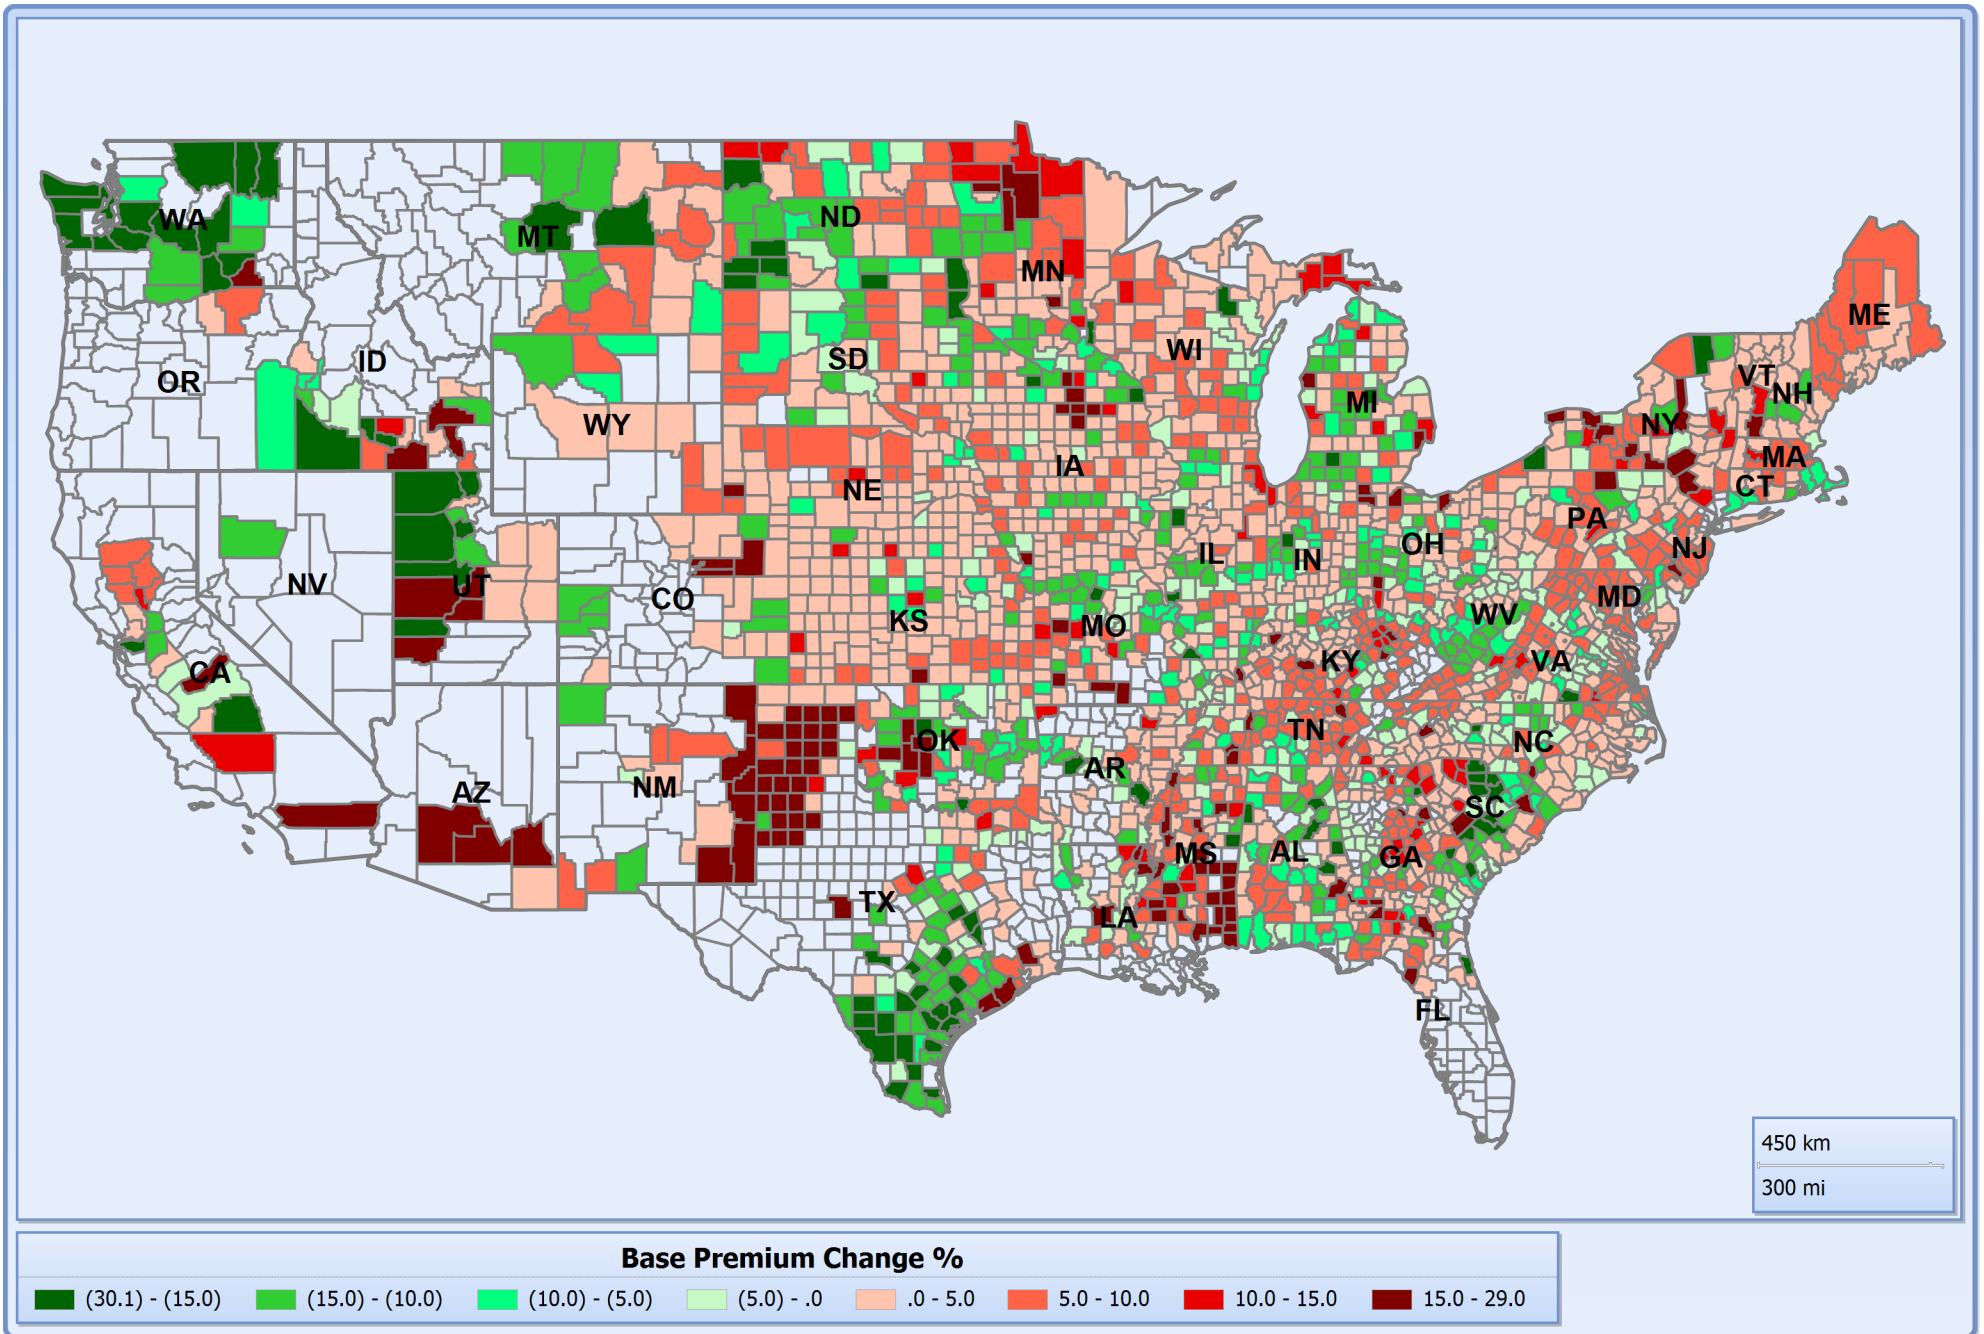 WA
MT
ND
MN
ME
OR
ID
SD
WI
VT
NH
MI
WY
NY
IA
MA
NE
CT
PA
NV
UT
CO
IL
IN
OH
NJ
KS
MO
WV
MD
CA
KY
VA
TN
AZ
NM
OK
AR
NC
SC
MS
AL
GA
TX
LA
FL
450 km
300 mi
Base Premium Change %
(30.1) - (15.0) (15.0) - (10.0) (10.0) - (5.0) (5.0) - .0 .0 - 5.0 5.0 - 10.0 10.0 - 15.0 15.0 - 29.0